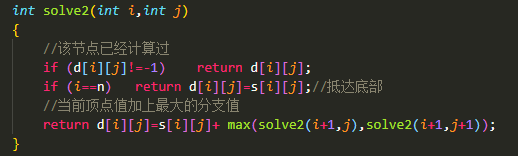 int solve2(int i,int j)
{
//该节点已经计算过
if (d[i][j]!=-1) return d[i][j];
if (i==n) return d[i][j]=s[i][j];//抵达底部
//当前顶点值加上最大的分支值
return d[i][j]=s[i][j]+ max(solve2(i+1,j),solve2(i+1,j+1));
}